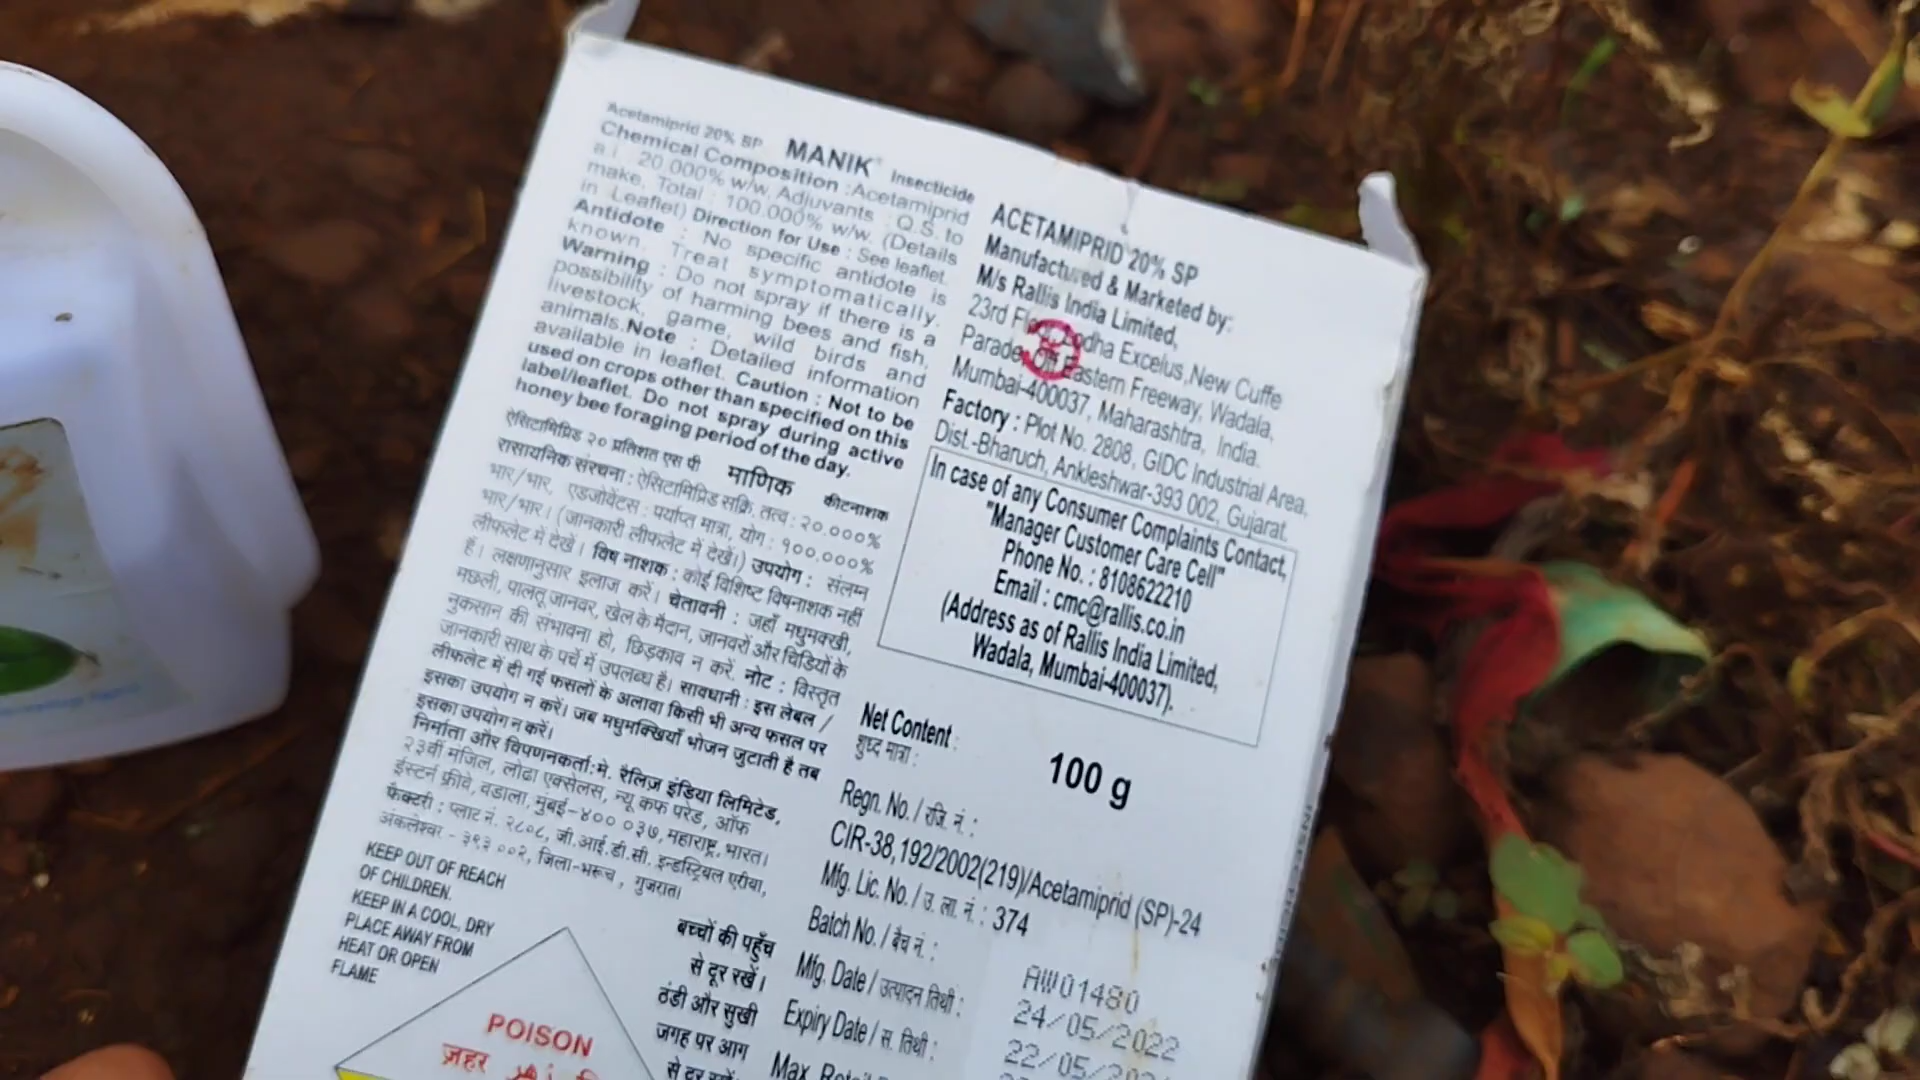 Acetamiprid 20% SP MANIK Insecticide
Chemical Composition : Acetamiprid
a.i. 20.000% w/w, Adjuvants : Q.S. to
make, Total : 100.000% w/w. (Details
in Leaflet) Direction for Use : See leaflet.
Antidote : No specific antidote is
known. Treat symptomatically.
Warning : Do not spray if there is a
possibility of harming bees and fish,
livestock, game, wild birds and
animals. Note : Detailed information
available in leaflet. Caution : Not to be
used on crops other than specified on this
label/leaflet. Do not spray during active
honey bee foraging period of the day.
ऐसिटामिप्रिड २० प्रतिशत एस पी माणिक कीटनाशक
रासायनिक संरचना : ऐसिटामिप्रिड सक्रि. तत्व : २०.०००%
भार/भार, एडजोवेंटस : पर्याप्त मात्रा, योग : १००.०००%
भार/भार। (जानकारी लीफलेट में देखें।) उपयोग : संलग्न
लीफलेट में देखें। विष नाशक : कोई विशिष्ट विषनाशक नहीं
हैं। लक्षणानुसार इलाज करें। चेतावनी : जहाँ मधुमक्खी,
मछली, पालतू जानवर, खेल के मैदान, जानवरों और चिडियों के
नुकसान की संभावना हो, छिड़काव न करें. नोट : विस्तृत
जानकारी साथ के पर्चे में उपलब्ध है। सावधानी : इस लेबल /
लीफलेट में दी गई फसलों के अलावा किसी भी अन्य फसल पर
इसका उपयोग न करें। जब मधुमक्खियाँ भोजन जुटाती है तब
इसका उपयोग न करें।
निर्माता और विपणनकर्ता: मे. रैलिज़ इंडिया लिमिटेड,
२३वीं मंजिल, लोढा एक्सेलस, न्यू कफ परेड, ऑफ
ईस्टर्न फ्रीवे, वडाला, मुंबई-४०० ०३७, महाराष्ट्र, भारत।
फॅक्टरी : प्लाट नं. २८०८, जी.आई.डी.सी. इन्डस्ट्रियल एरीया,
अंकलेश्वर - ३९३ ००२, जिला-भरूच, गुजरात।
KEEP OUT OF REACH
OF CHILDREN.
KEEP IN A COOL, DRY
PLACE AWAY FROM
HEAT OR OPEN
FLAME
बच्चों की पहुँच
से दूर रखें।
ठंडी और सुखी
जगह पर आग
से दूर रखें
POISON
ज़हर
ACETAMIPRID 20% SP
Manufactured & Marketed by:
M/s Rallis India Limited,
23rd Floor Lodha Excelus, New Cuffe
Parade, Off Eastern Freeway, Wadala,
Mumbai-400037, Maharashtra, India.
Factory : Plot No. 2808, GIDC Industrial Area,
Dist.-Bharuch, Ankleshwar-393 002, Gujarat.
In case of any Consumer Complaints Contact,
"Manager Customer Care Cell"
Phone No. : 8108622210
Email : cmc@rallis.co.in
(Address as of Rallis India Limited,
Wadala, Mumbai-400037).
Net Content :
शुध्द मात्रा :
100 g
Regn. No. / रजि. नं. :
CIR-38,192/2002(219)/Acetamiprid (SP)-24
Mfg. Lic. No. / उ. ला. नं. : 374
Batch No. / बैच नं. : AW01480
Mfg. Date / उत्पादन तिथी : 24/05/2022
Expiry Date / स. तिथी : 22/05/
Max.